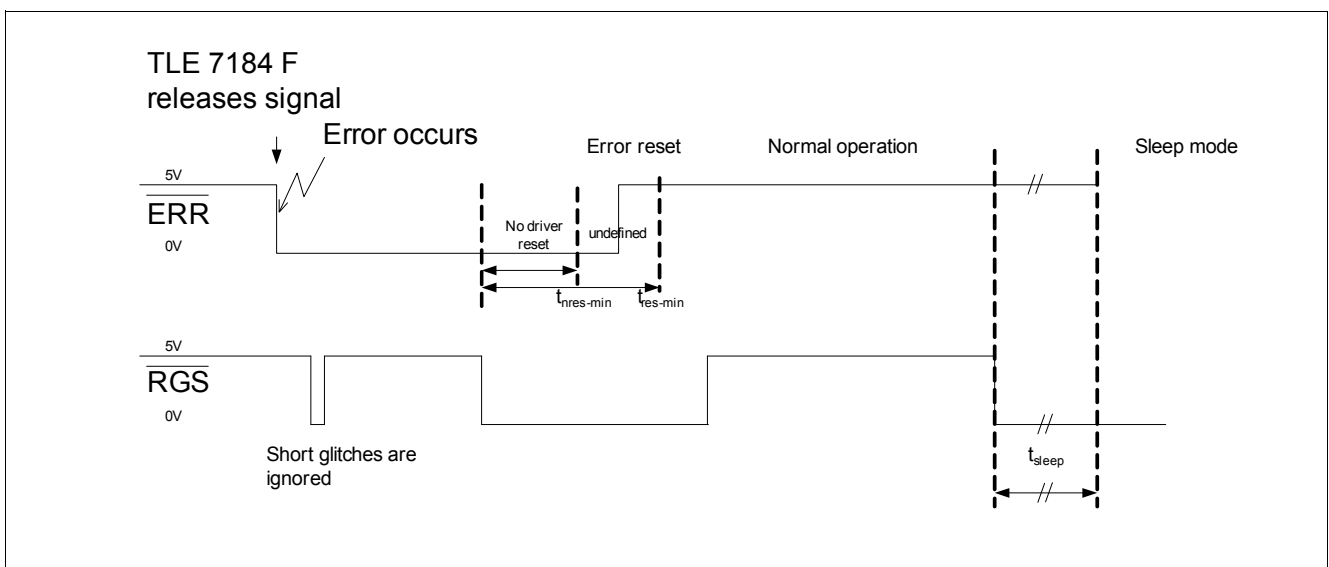 TLE 7184 F
releases signal
Error occurs
Error reset
Normal operation
Sleep mode
5V
ERR
0V
No driver
reset
undefined
tnres-min
tres-min
5V
RGS
0V
Short glitches are
ignored
tsleep